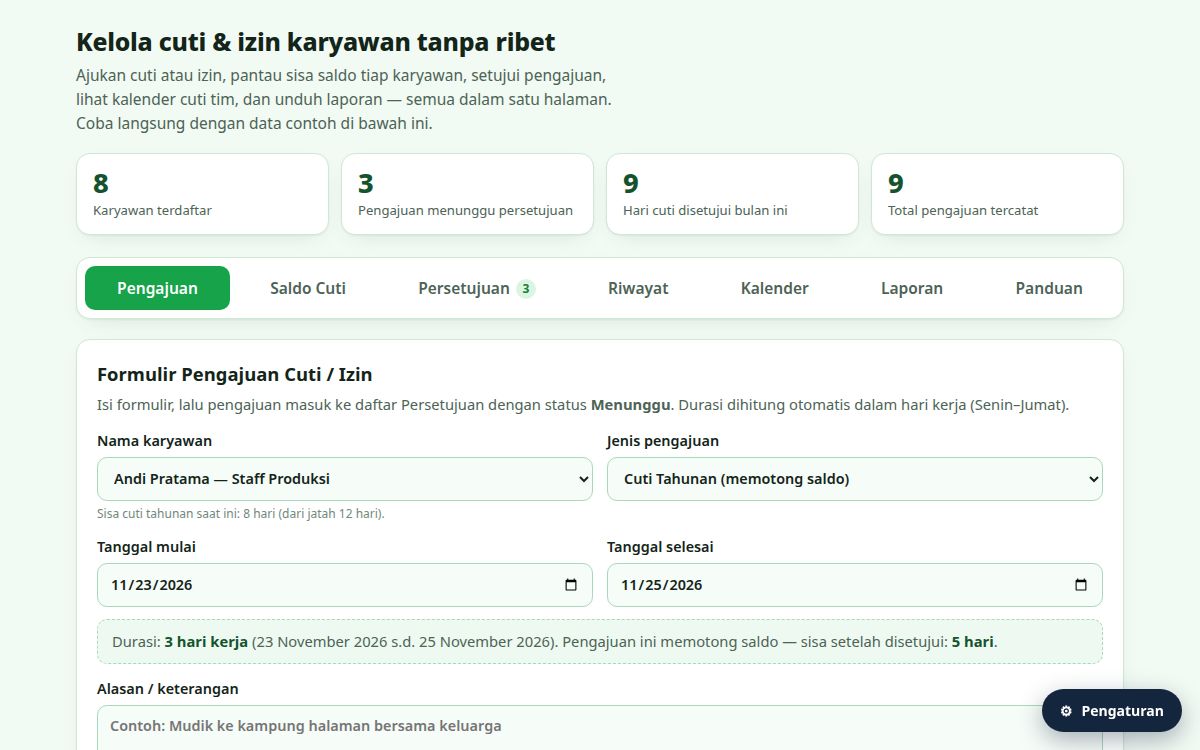 Kelola cuti & izin karyawan tanpa ribet
Ajukan cuti atau izin, pantau sisa saldo tiap karyawan, setujui pengajuan,
lihat kalender cuti tim, dan unduh laporan — semua dalam satu halaman.
Coba langsung dengan data contoh di bawah ini.
8
Karyawan terdaftar
3
Pengajuan menunggu persetujuan
9
Hari cuti disetujui bulan ini
9
Total pengajuan tercatat
Pengajuan
Saldo Cuti
Persetujuan 3
Riwayat
Kalender
Laporan
Panduan
Formulir Pengajuan Cuti / Izin
Isi formulir, lalu pengajuan masuk ke daftar Persetujuan dengan status Menunggu. Durasi dihitung otomatis dalam hari kerja (Senin–Jumat).
Nama karyawan
Andi Pratama — Staff Produksi
Sisa cuti tahunan saat ini: 8 hari (dari jatah 12 hari).
Jenis pengajuan
Cuti Tahunan (memotong saldo)
Tanggal mulai
11/23/2026
Tanggal selesai
11/25/2026
Durasi: 3 hari kerja (23 November 2026 s.d. 25 November 2026). Pengajuan ini memotong saldo — sisa setelah disetujui: 5 hari.
Alasan / keterangan
Contoh: Mudik ke kampung halaman bersama keluarga
Pengaturan